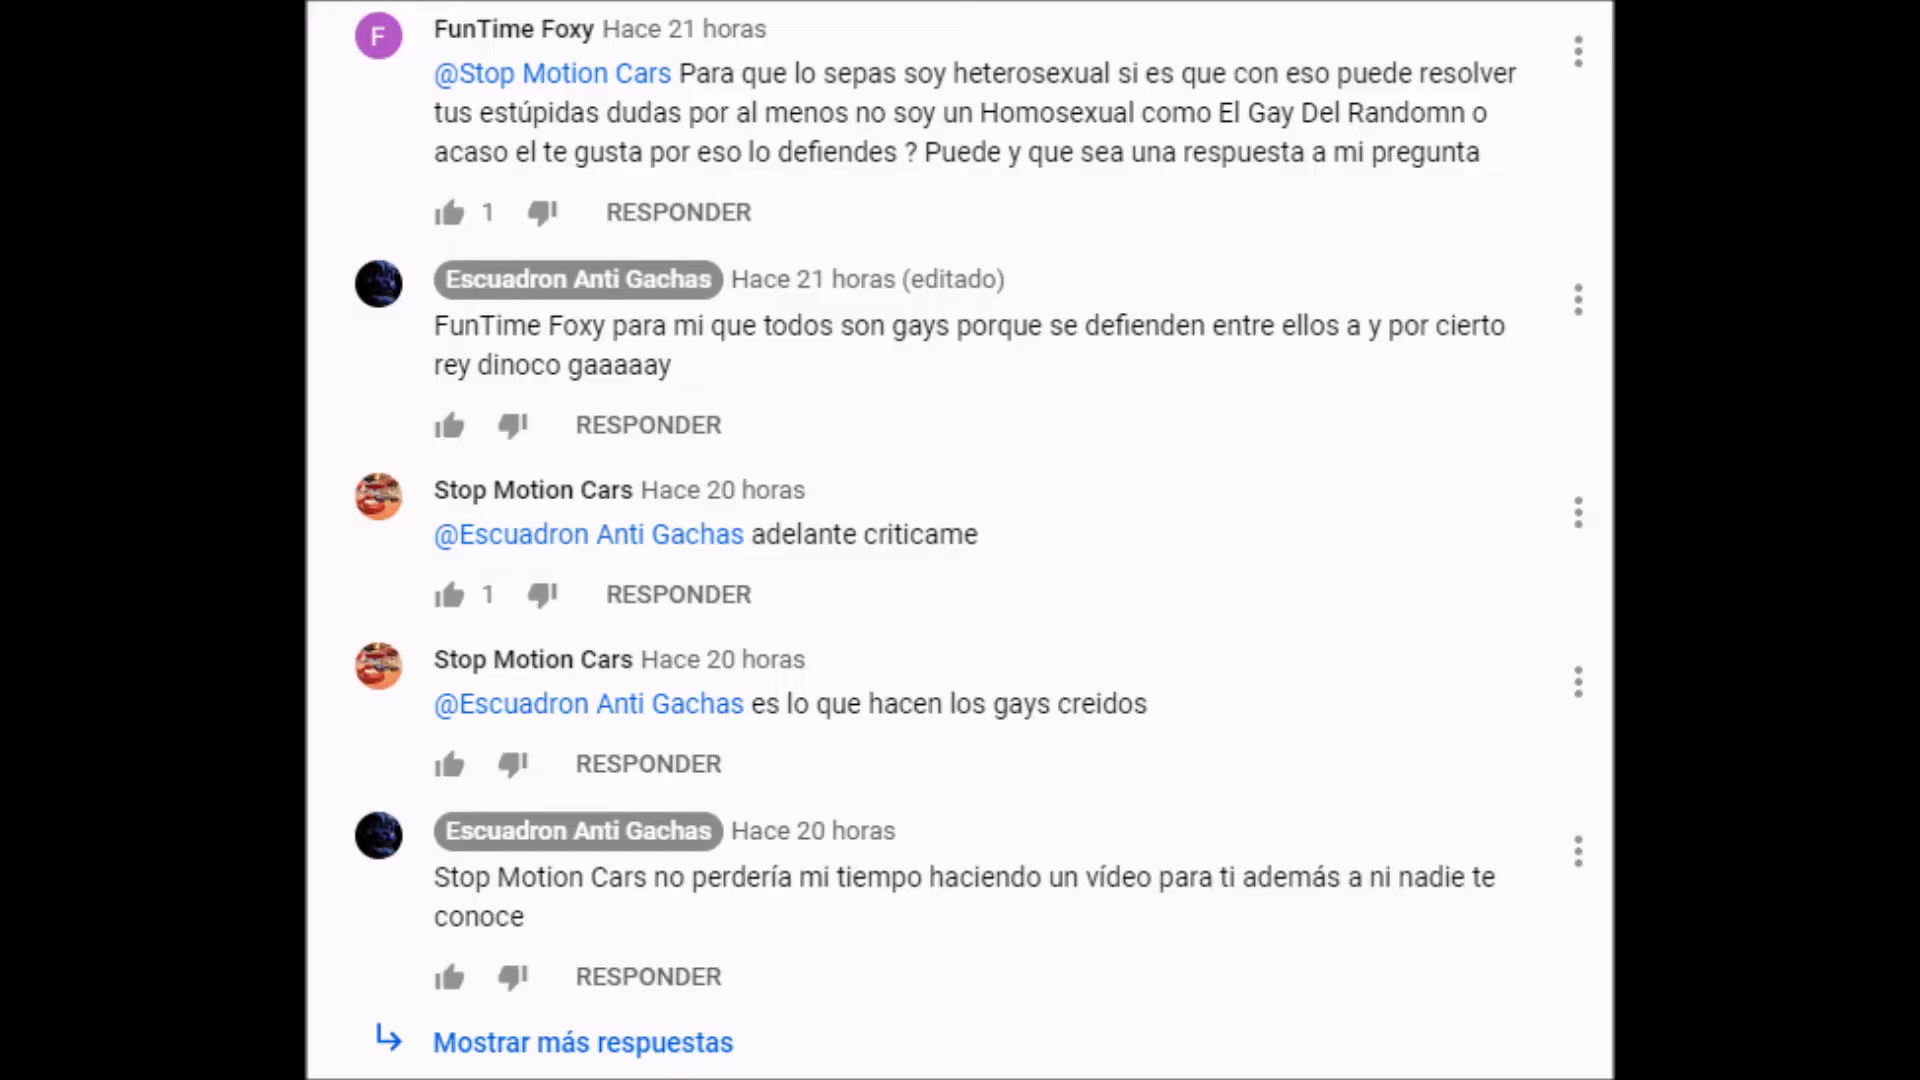 F
FunTime Foxy Hace 21 horas
@Stop Motion Cars Para que lo sepas soy heterosexual si es que con eso puede resolver
tus estúpidas dudas por al menos no soy un Homosexual como El Gay Del Randomn o
acaso el te gusta por eso lo defiendes ? Puede y que sea una respuesta a mi pregunta
1 RESPONDER
Escuadron Anti Gachas Hace 21 horas (editado)
FunTime Foxy para mi que todos son gays porque se defienden entre ellos a y por cierto
rey dinoco gaaaaay
RESPONDER
Stop Motion Cars Hace 20 horas
@Escuadron Anti Gachas adelante criticame
1 RESPONDER
Stop Motion Cars Hace 20 horas
@Escuadron Anti Gachas es lo que hacen los gays creidos
RESPONDER
Escuadron Anti Gachas Hace 20 horas
Stop Motion Cars no perdería mi tiempo haciendo un vídeo para ti además a ni nadie te
conoce
RESPONDER
Mostrar más respuestas